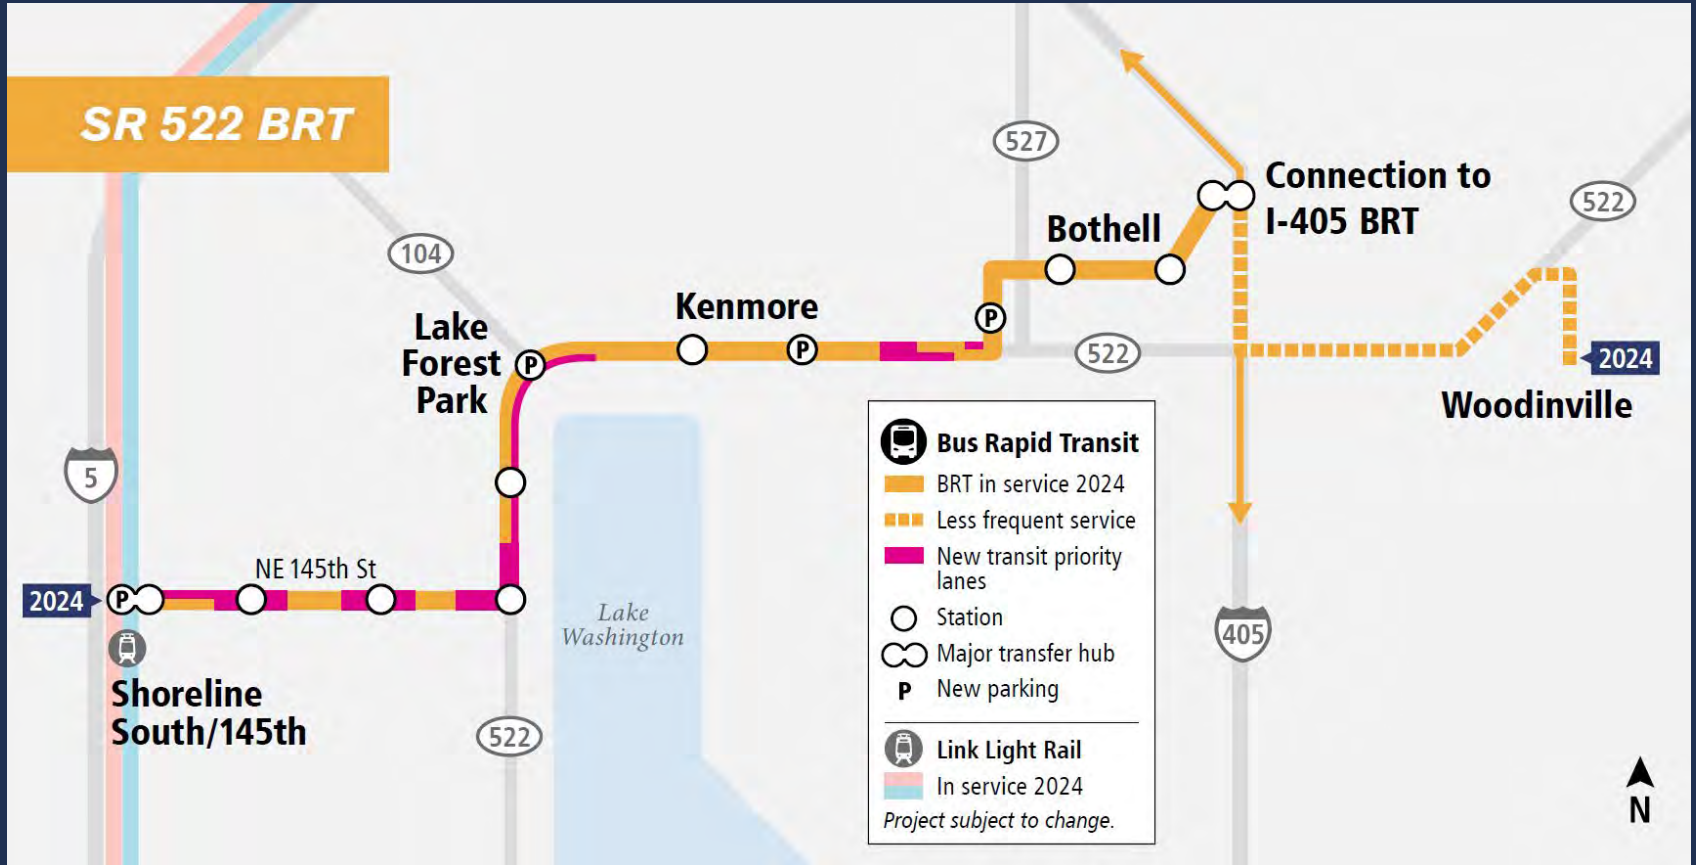 SR 522 BRT
527
Connection to
I-405 BRT
522
104
Bothell
Kenmore
Lake
Forest
Park
P
P
P
522
2024
Woodinville
5
NE 145th St
2024
P
Shoreline
South/145th
522
Lake
Washington
405
Bus Rapid Transit
BRT in service 2024
Less frequent service
New transit priority
lanes
Station
Major transfer hub
P New parking
Link Light Rail
In service 2024
Project subject to change.
N